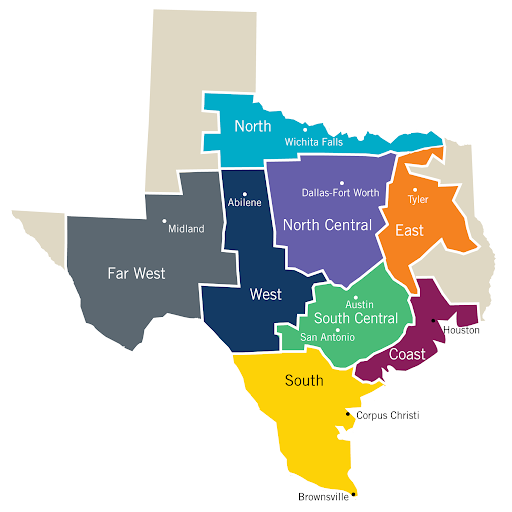 North
Wichita Falls
Dallas-Fort Worth
Abilene
Tyler
North Central
Midland
East
Far West
West
Austin
South Central
San Antonio
Houston
Coast
South
Corpus Christi
Brownsville